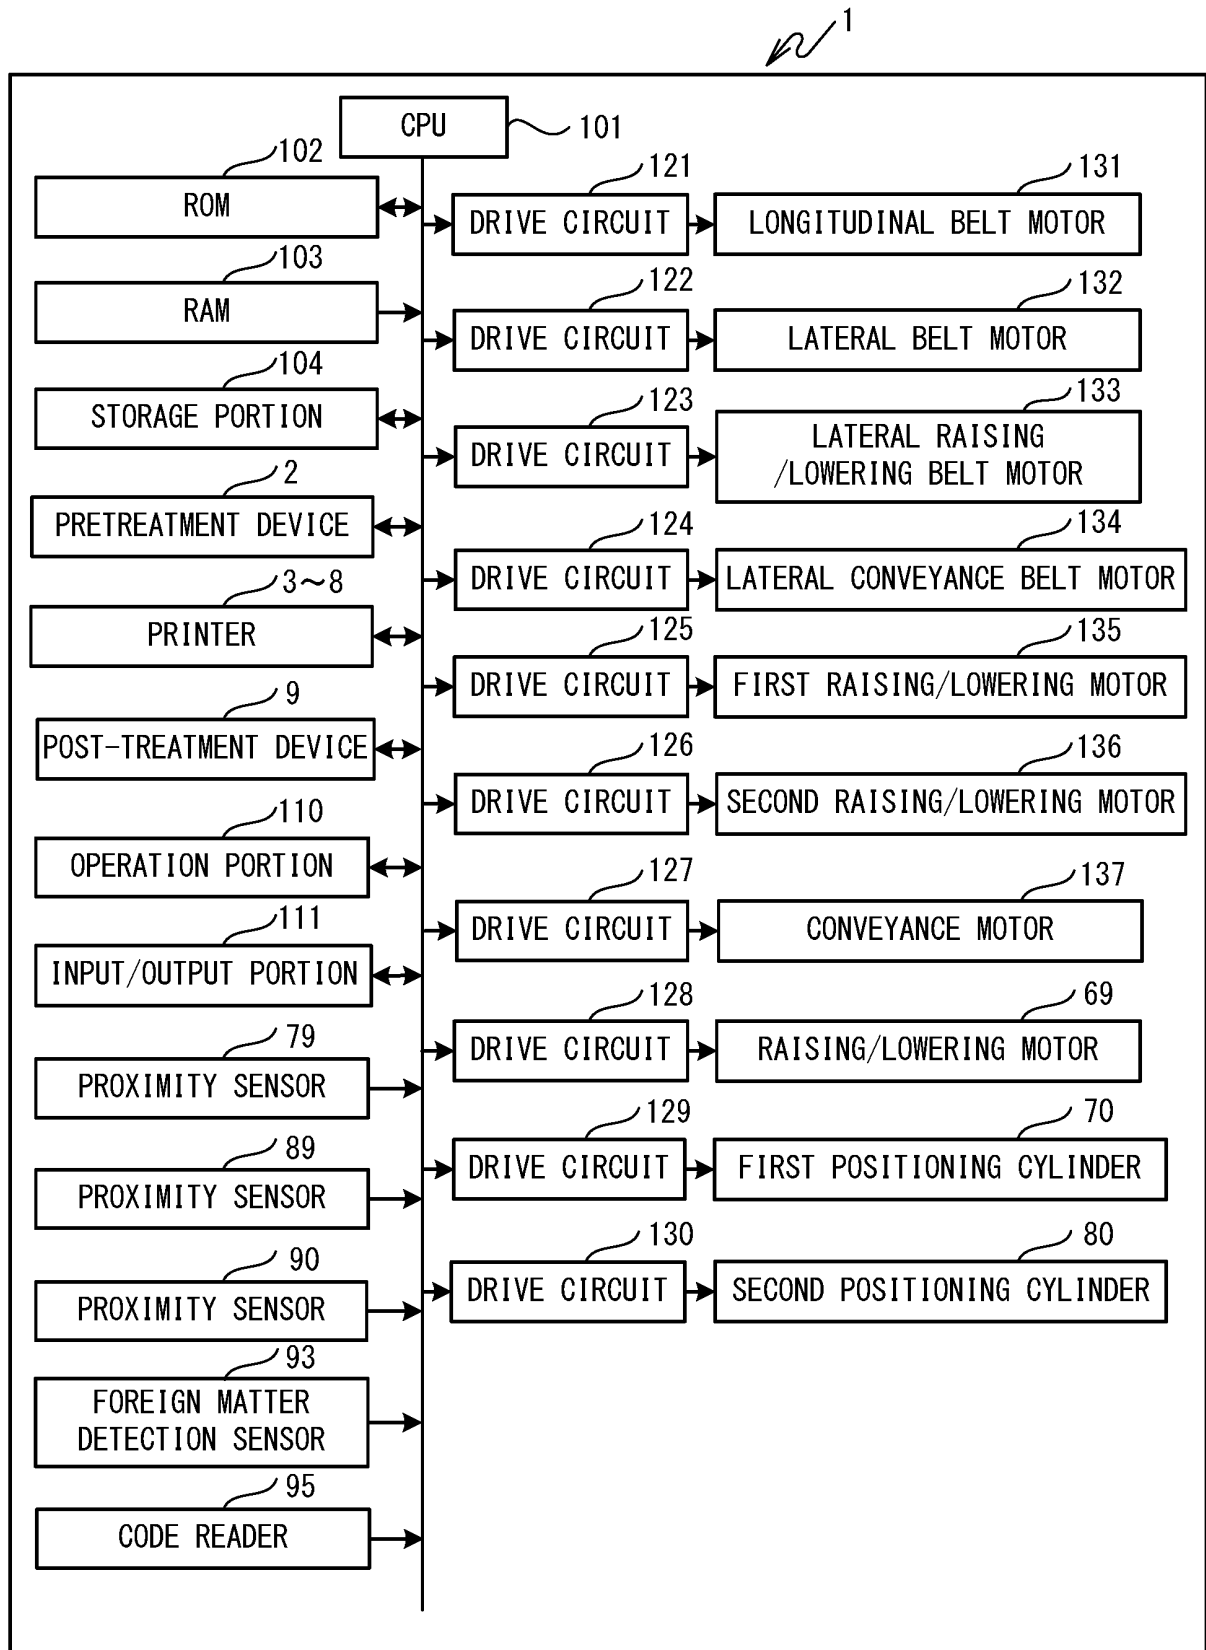 1
CPU
101
102
ROM
103
RAM
104
STORAGE PORTION
2
PRETREATMENT DEVICE
3~8
PRINTER
9
POST-TREATMENT DEVICE
110
OPERATION PORTION
111
INPUT/OUTPUT PORTION
79
PROXIMITY SENSOR
89
PROXIMITY SENSOR
90
PROXIMITY SENSOR
93
FOREIGN MATTER
DETECTION SENSOR
95
CODE READER
121
DRIVE CIRCUIT
131
LONGITUDINAL BELT MOTOR
122
DRIVE CIRCUIT
132
LATERAL BELT MOTOR
123
DRIVE CIRCUIT
133
LATERAL RAISING
/LOWERING BELT MOTOR
124
DRIVE CIRCUIT
134
LATERAL CONVEYANCE BELT MOTOR
125
DRIVE CIRCUIT
135
FIRST RAISING/LOWERING MOTOR
126
DRIVE CIRCUIT
136
SECOND RAISING/LOWERING MOTOR
127
DRIVE CIRCUIT
137
CONVEYANCE MOTOR
128
DRIVE CIRCUIT
69
RAISING/LOWERING MOTOR
129
DRIVE CIRCUIT
70
FIRST POSITIONING CYLINDER
130
DRIVE CIRCUIT
80
SECOND POSITIONING CYLINDER